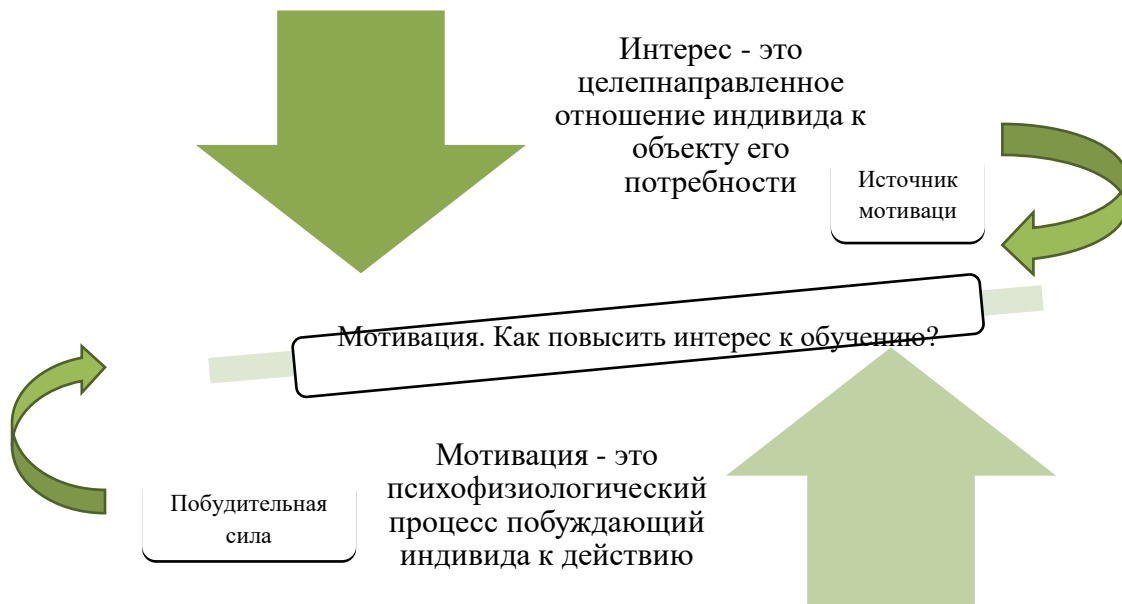 Интерес - это
целепнаправленное
отношение индивида к
объекту его
потребности
Источник
мотиваци
Мотивация. Как повысить интерес к обучению?
Мотивация - это
психофизиологический
процесс побуждающий
индивида к действию
Побудительная
сила